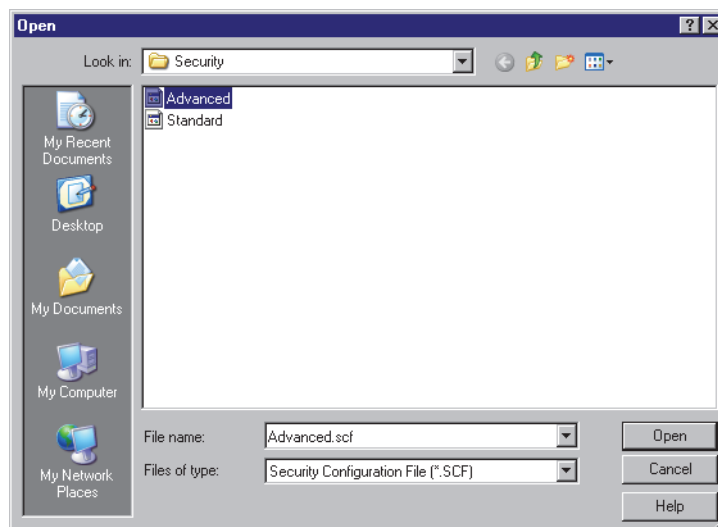 Open
Look in: Security
Advanced
Standard
My Recent
Documents
Desktop
My Documents
My Computer
My Network
Places
File name: Advanced.scf Open
Files of type: Security Configuration File (*.SCF) Cancel
Help